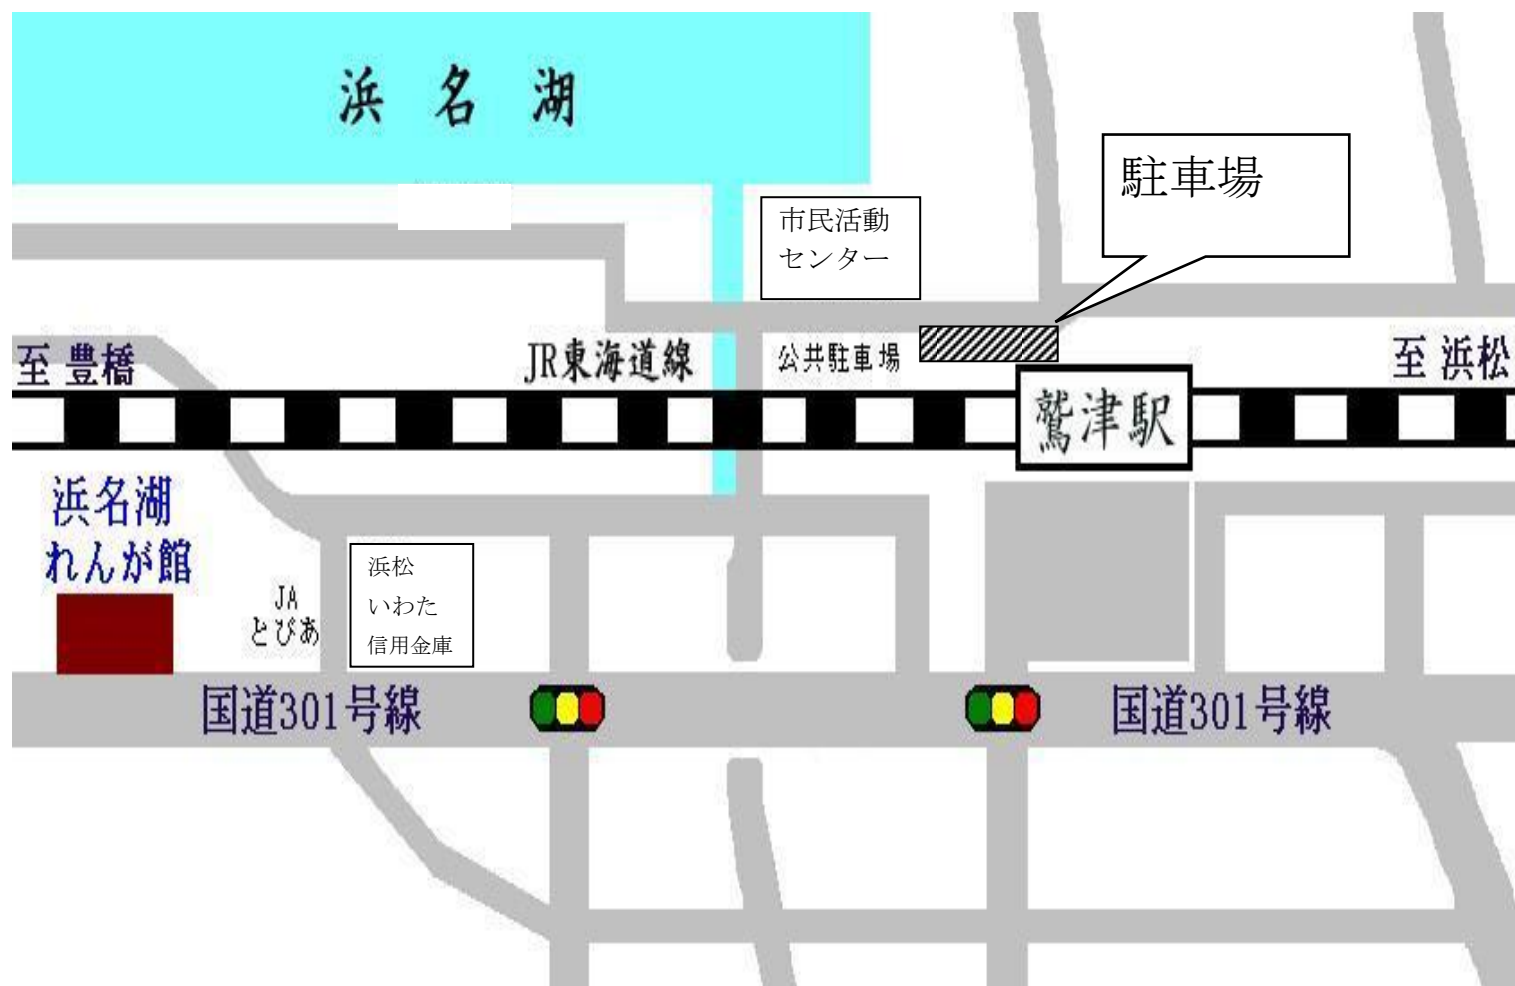 浜名湖
駐車場
市民活動
センター
至 豊橋
JR東海道線
公共駐車場
至 浜松
鷲津駅
浜名湖
れんが館
浜松
いわた
信用金庫
JA
とぴあ
国道301号線
国道301号線